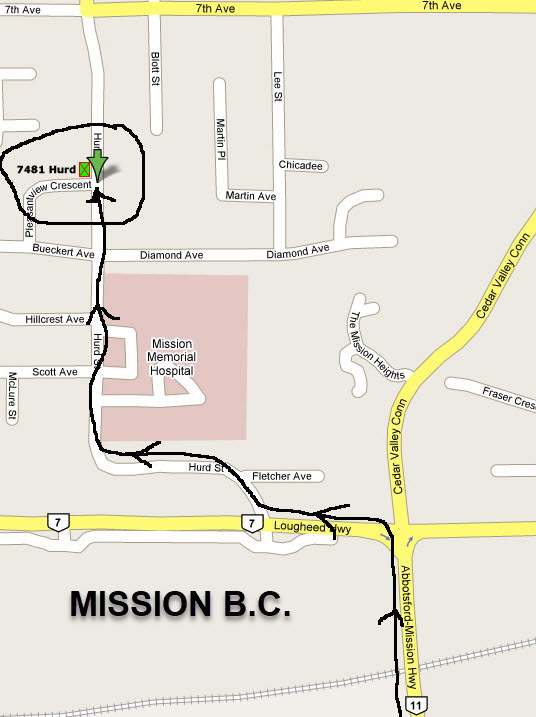 7th Ave
7th Ave
7th Ave
Blott St
Lee St
Martin Pl
Hurd
Chicadee
7481 Hurd X
Pleasantview Crescent
Martin Ave
Bueckert Ave
Diamond Ave
Diamond Ave
Cedar Valley Conn
Hillcrest Ave
The Mission Heights
Hurd S
Mission
Memorial
Hospital
Scott Ave
McLure St
Fraser Cres
Cedar Valley Conn
Hurd St
Fletcher Ave
7
7
Lougheed Hwy
Abbotsford-Mission Hwy
MISSION B.C.
11